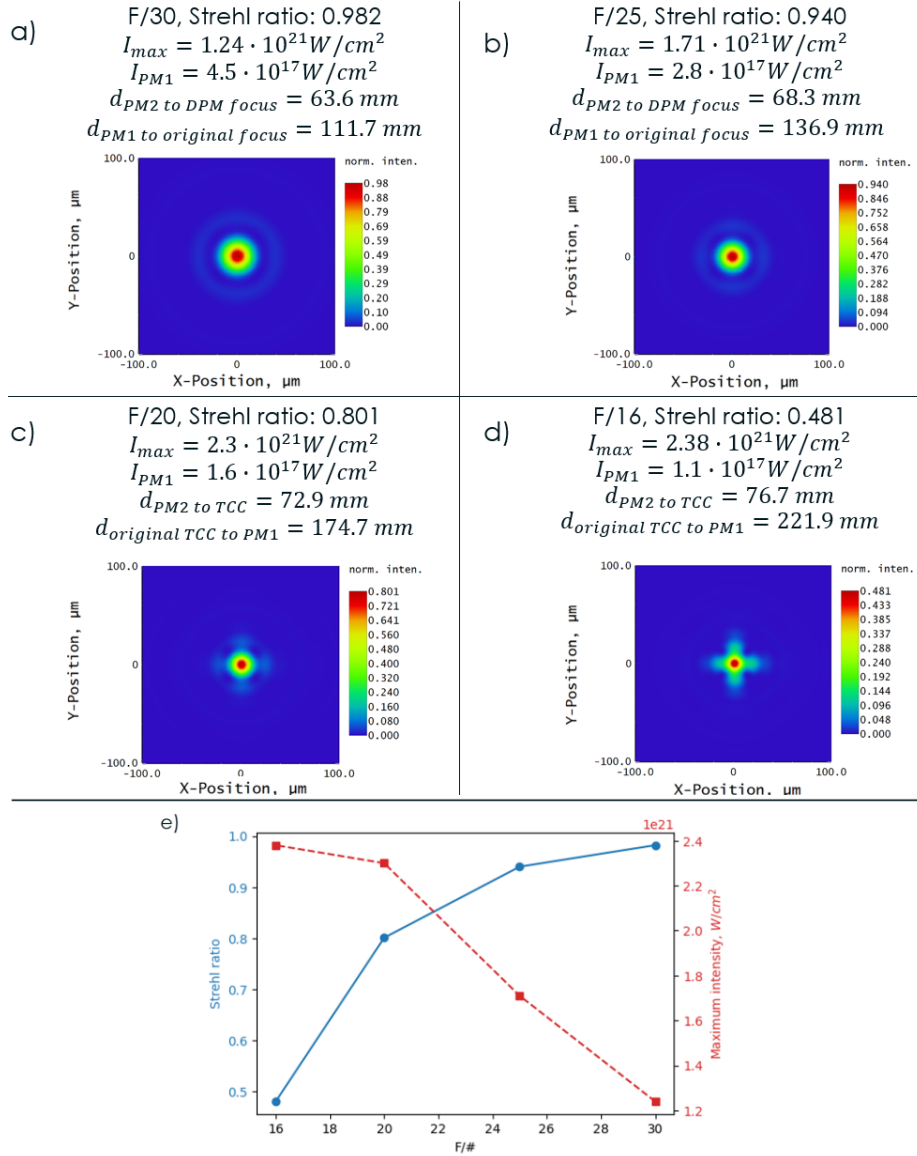 a)
F/30, Strehl ratio: 0.982
I_max = 1.24 · 10^21 W/cm^2
I_PM1 = 4.5 · 10^17 W/cm^2
d_PM2 to DPM focus = 63.6 mm
d_PM1 to original focus = 111.7 mm
norm. inten.
100.0
0.98
0.88
0.79
0.69
0.59
0.49
0.39
0.29
0.20
0.10
0.00
Y-Position, μm
0
-100.0
-100.0 0 100.0
X-Position, μm
b)
F/25, Strehl ratio: 0.940
I_max = 1.71 · 10^21 W/cm^2
I_PM1 = 2.8 · 10^17 W/cm^2
d_PM2 to DPM focus = 68.3 mm
d_PM1 to original focus = 136.9 mm
norm. inten.
100.0
0.940
0.846
0.752
0.658
0.564
0.470
0.376
0.282
0.188
0.094
0.000
Y-Position, μm
0
-100.0
-100.0 0 100.0
X-Position, μm
c)
F/20, Strehl ratio: 0.801
I_max = 2.3 · 10^21 W/cm^2
I_PM1 = 1.6 · 10^17 W/cm^2
d_PM2 to TCC = 72.9 mm
d_original TCC to PM1 = 174.7 mm
norm. inten.
100.0
0.801
0.721
0.641
0.560
0.480
0.400
0.320
0.240
0.160
0.080
0.000
Y-Position, μm
0
-100.0
-100.0 0 100.0
X-Position, μm
d)
F/16, Strehl ratio: 0.481
I_max = 2.38 · 10^21 W/cm^2
I_PM1 = 1.1 · 10^17 W/cm^2
d_PM2 to TCC = 76.7 mm
d_original TCC to PM1 = 221.9 mm
norm. inten.
100.0
0.481
0.433
0.385
0.337
0.289
0.241
0.192
0.144
0.096
0.048
0.000
Y-Position, μm
0
-100.0
-100.0 0 100.0
X-Position. μm
e)
1e21
1.0
0.9
0.8
0.7
0.6
0.5
Strehl ratio
2.4
2.2
2.0
1.8
1.6
1.4
1.2
Maximum intensity, W/cm^2
16 18 20 22 24 26 28 30
F/#